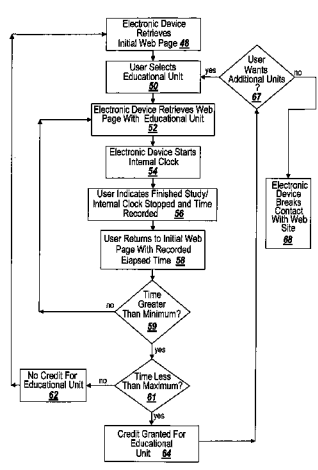 Electronic Device
Retrieves
Initial Web Page 48
User Selects
Educational Unit
50
yes
User
Wants
Additional Units
?
67
no
Electronic Device Retrieves Web
Page With Educational Unit
52
Electronic Device Starts
Internal Clock
54
User Indicates Finished Study/
Internal Clock Stopped and Time
Recorded 56
Electronic
Device
Breaks
Contact With Web
Site
68
User Returns to Initial Web
Page With Recorded
Elapsed Time 58
Time
Greater
Than Minimum?
59
no
yes
No Credit For
Educational Unit
62
no
Time Less
Than Maximum?
61
yes
Credit Granted For
Educational
Unit 64